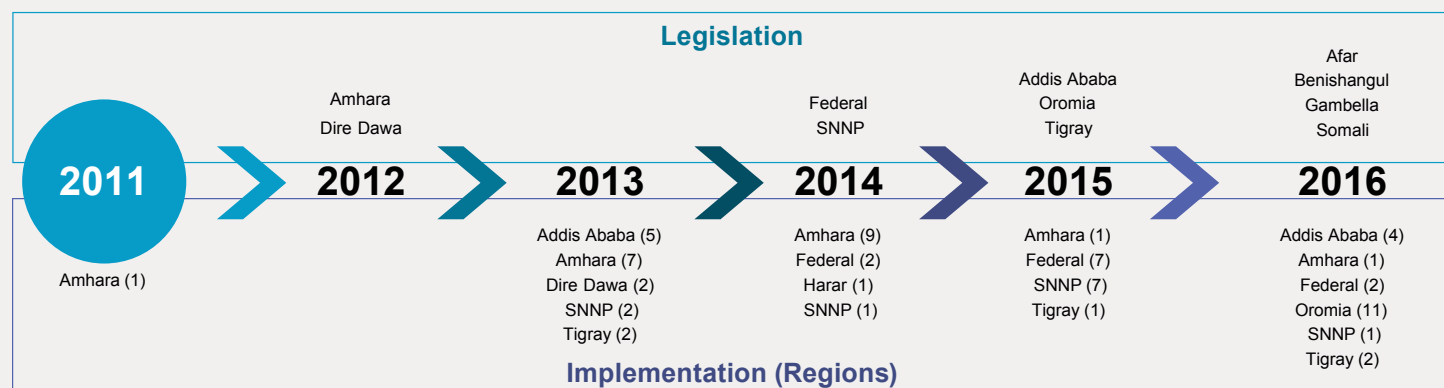 Legislation
Amhara
Dire Dawa
Federal
SNNP
Addis Ababa
Oromia
Tigray
Afar
Benishangul
Gambella
Somali
2011
2012
2013
2014
2015
2016
Amhara (1)
Addis Ababa (5)
Amhara (7)
Dire Dawa (2)
SNNP (2)
Tigray (2)
Amhara (9)
Federal (2)
Harar (1)
SNNP (1)
Amhara (1)
Federal (7)
SNNP (7)
Tigray (1)
Addis Ababa (4)
Amhara (1)
Federal (2)
Oromia (11)
SNNP (1)
Tigray (2)
Implementation (Regions)